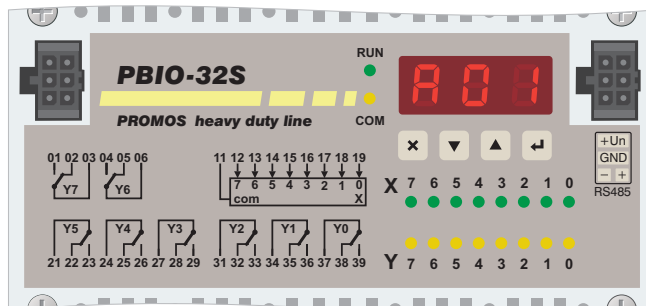 RUN
PBIO-32S
A01
PROMOS heavy duty line
COM
+Un
GND
- +
RS485
01 02 03 04 05 06
Y7 Y6
11 12 13 14 15 16 17 18 19
7 6 5 4 3 2 1 0
com X
X 7 6 5 4 3 2 1 0
Y5 Y4 Y3 Y2 Y1 Y0
21 22 23 24 25 26 27 28 29 31 32 33 34 35 36 37 38 39
Y 7 6 5 4 3 2 1 0